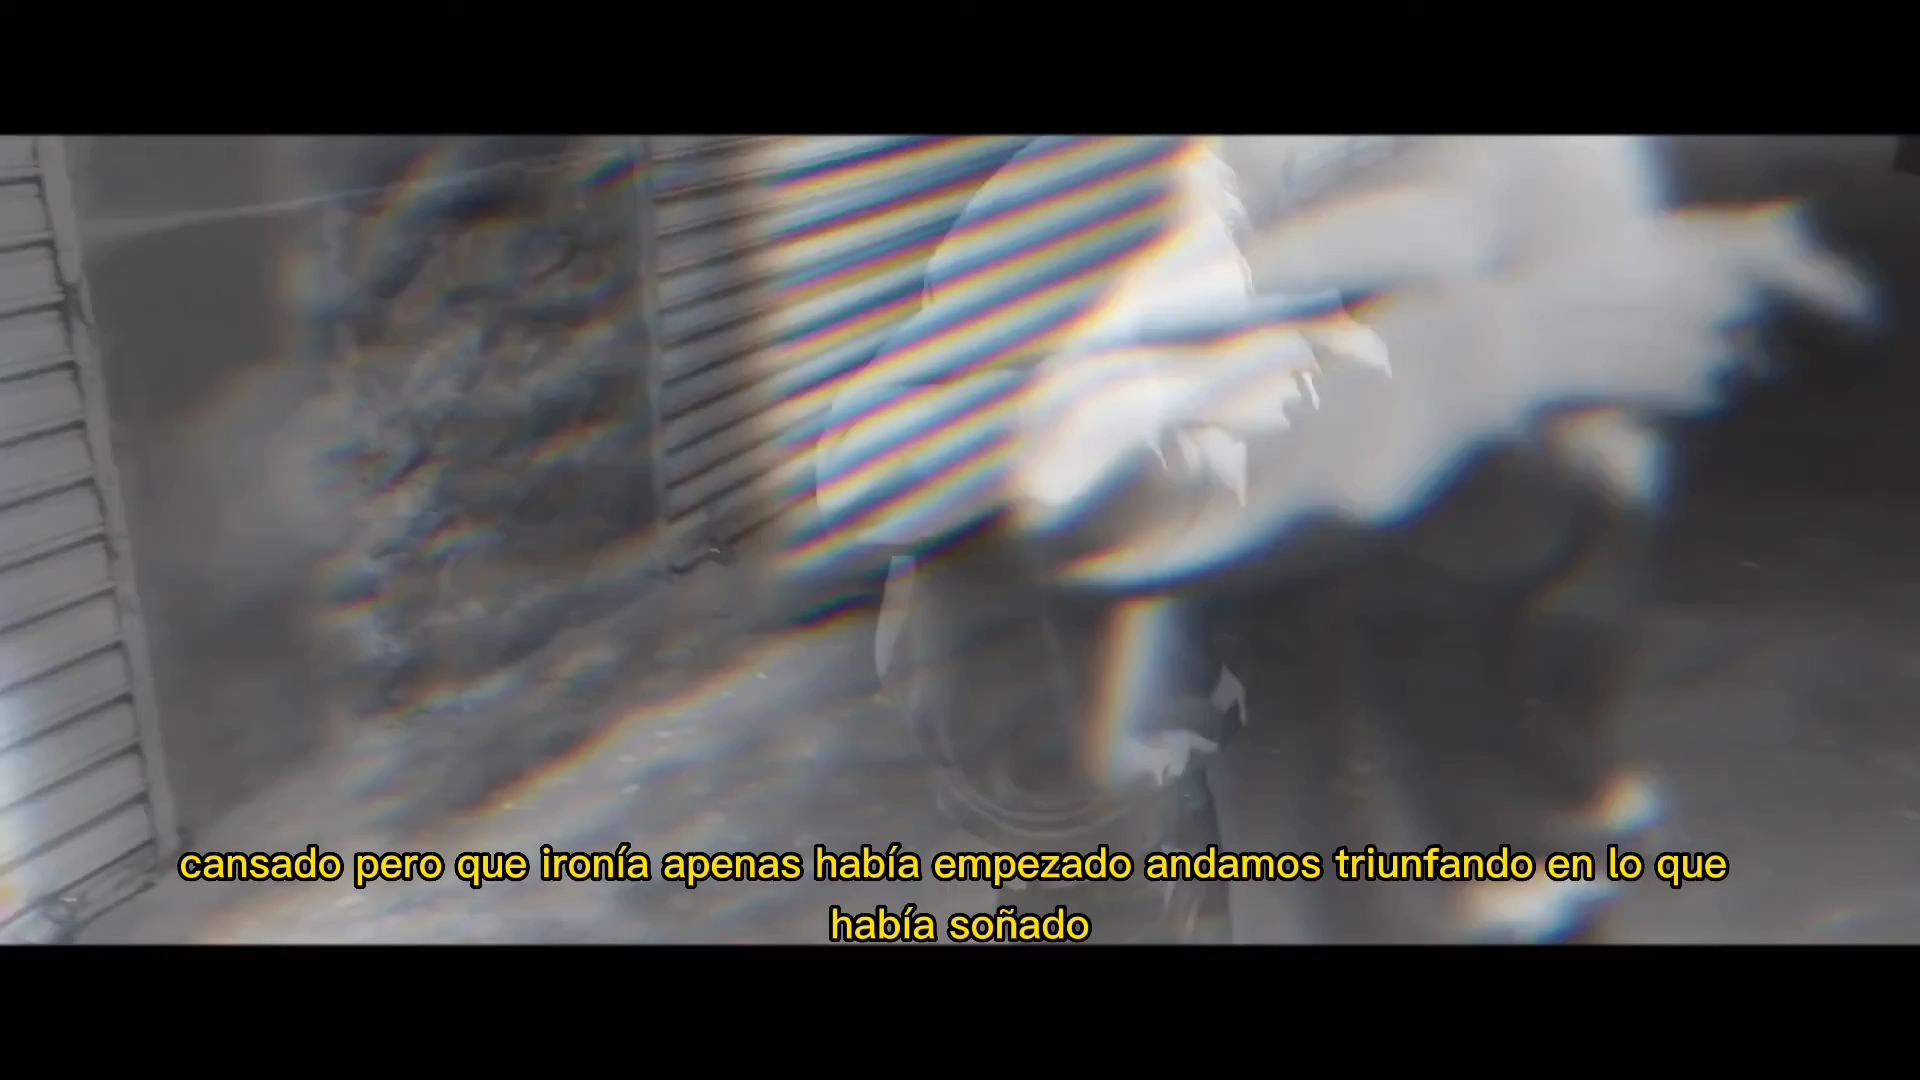 cansado pero que ironía apenas había empezado andamos triunfando en lo que
había soñado